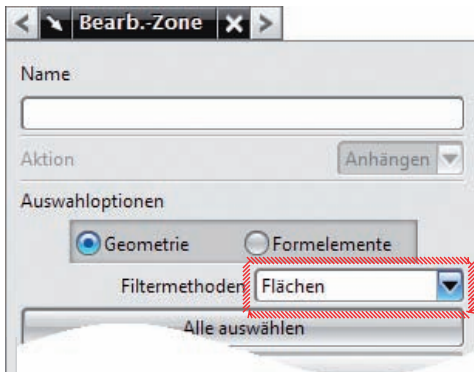 Bearb.-Zone
Name
Aktion Anhängen
Auswahloptionen
Geometrie Formelemente
Filtermethoden Flächen
Alle auswählen